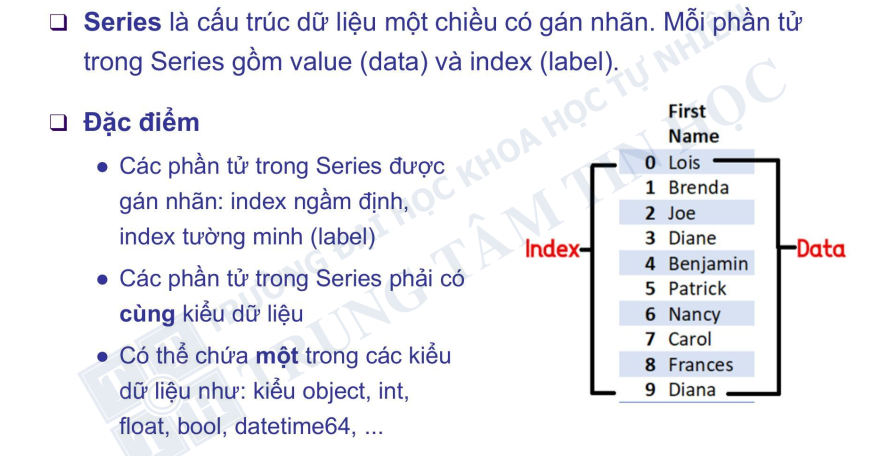 Series là cấu trúc dữ liệu một chiều có gán nhãn. Mỗi phần tử
trong Series gồm value (data) và index (label).
Đặc điểm
Các phần tử trong Series được
gán nhãn: index ngầm định,
index tường minh (label)
Các phần tử trong Series phải có
cùng kiểu dữ liệu
Có thể chứa một trong các kiểu
dữ liệu như: kiểu object, int,
float, bool, datetime64, ...
First
Name
0 Lois
1 Brenda
2 Joe
3 Diane
4 Benjamin
5 Patrick
6 Nancy
7 Carol
8 Frances
9 Diana
Index
Data
TRƯỜNG ĐẠI HỌC KHOA HỌC TỰ NHIÊN
TRUNG TÂM TIN HỌC